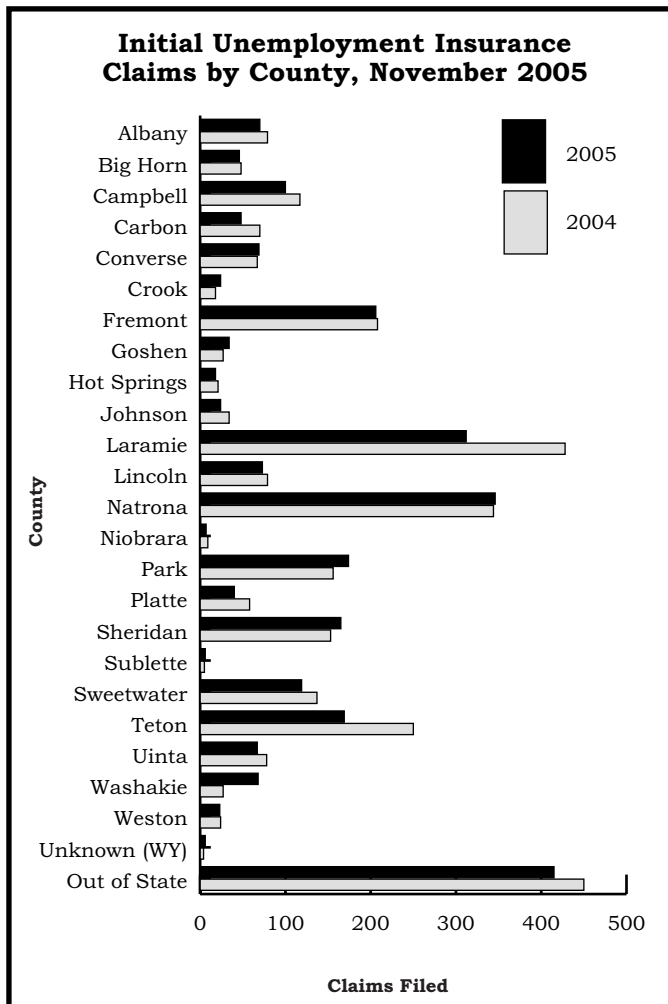 Initial Unemployment Insurance
Claims by County, November 2005
2005
2004
County
Albany
Big Horn
Campbell
Carbon
Converse
Crook
Fremont
Goshen
Hot Springs
Johnson
Laramie
Lincoln
Natrona
Niobrara
Park
Platte
Sheridan
Sublette
Sweetwater
Teton
Uinta
Washakie
Weston
Unknown (WY)
Out of State
0 100 200 300 400 500
Claims Filed